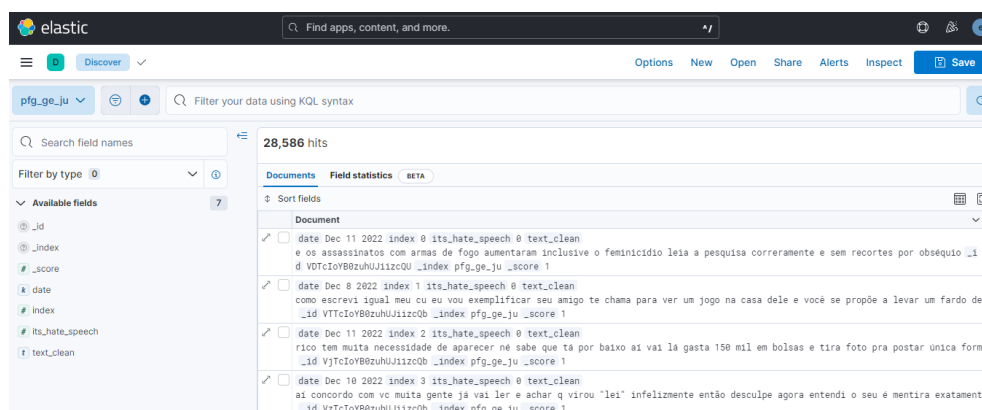 elastic
Find apps, content, and more.
^/
D
Discover
Options New Open Share Alerts Inspect Save
pfg_ge_ju
Filter your data using KQL syntax
Search field names
28,586 hits
Filter by type 0
Documents Field statistics BETA
Available fields 7
Sort fields
Document
_id
_index
_score
date
index
its_hate_speech
text_clean
date Dec 11 2022 index 0 its_hate_speech 0 text_clean
e os assassinatos com armas de fogo aumentaram inclusive o feminicídio leia a pesquisa correramente e sem recortes por obséquio _i
d VDTcIoYB0zuhUJiizcQU _index pfg_ge_ju _score 1
date Dec 8 2022 index 1 its_hate_speech 0 text_clean
como escrevi igual meu cu eu vou exemplificar seu amigo te chama para ver um jogo na casa dele e você se propõe a levar um fardo de
_id VTTcIoYB0zuhUJiizcQb _index pfg_ge_ju _score 1
date Dec 11 2022 index 2 its_hate_speech 0 text_clean
rico tem muita necessidade de aparecer né sabe que tá por baixo aí vai lá gasta 150 mil em bolsas e tira foto pra postar única form
_id VjTcIoYB0zuhUJiizcQb _index pfg_ge_ju _score 1
date Dec 10 2022 index 3 its_hate_speech 0 text_clean
aí concordo com vc muita gente já vai ler e achar q virou "lei" infelizmente então desculpe agora entendi o seu é mentira exatament
_id VzTcIoYB0zuhUJiizcQb _index pfg_ge_ju _score 1